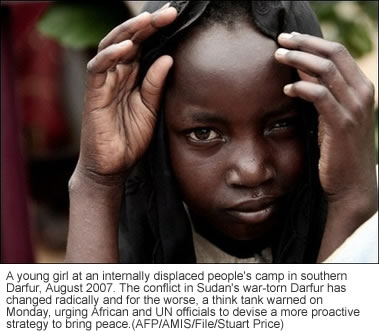 A young girl at an internally displaced people's camp in southern
Darfur, August 2007. The conflict in Sudan's war-torn Darfur has
changed radically and for the worse, a think tank warned on
Monday, urging African and UN officials to devise a more proactive
strategy to bring peace.(AFP/AMIS/File/Stuart Price)